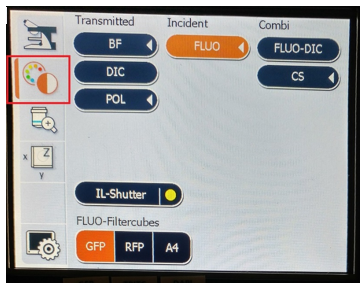 Transmitted Incident Combi
BF FLUO FLUO-DIC
DIC CS
POL
x Z
y
IL-Shutter
FLUO-Filtercubes
GFP RFP A4